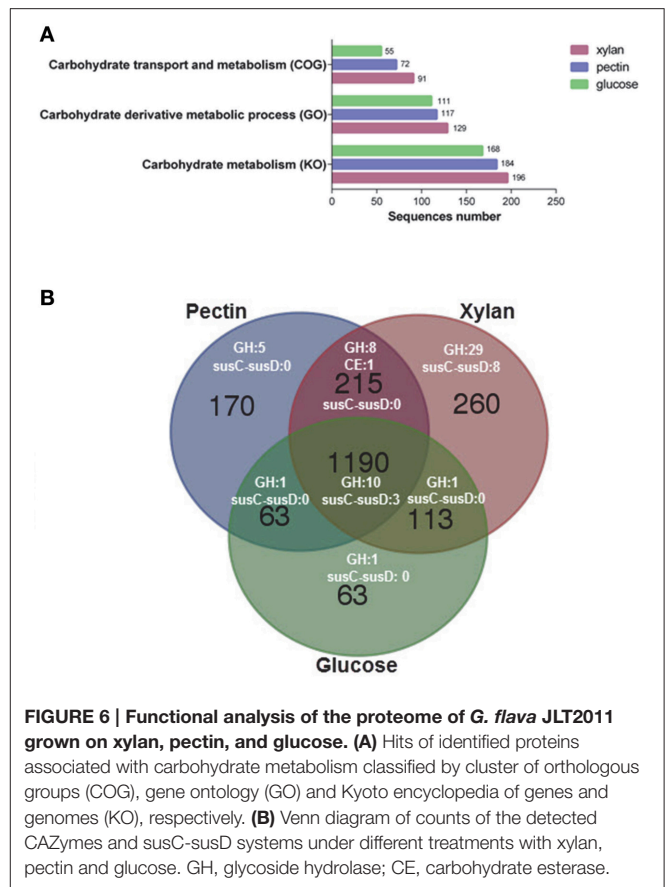 A
Carbohydrate transport and metabolism (COG)
55
72
91
xylan
pectin
glucose
Carbohydrate derivative metabolic process (GO)
111
117
129
Carbohydrate metabolism (KO)
168
184
196
0 50 100 150 200 250
Sequences number
B
Pectin
Xylan
GH:5
susC-susD:0
170
GH:8
CE:1
215
susC-susD:0
GH:29
susC-susD:8
260
1190
GH:1
susC-susD:0
63
GH:10
susC-susD:3
GH:1
susC-susD:0
113
GH:1
susC-susD: 0
63
Glucose
FIGURE 6 | Functional analysis of the proteome of G. flava JLT2011
grown on xylan, pectin, and glucose. (A) Hits of identified proteins
associated with carbohydrate metabolism classified by cluster of orthologous
groups (COG), gene ontology (GO) and Kyoto encyclopedia of genes and
genomes (KO), respectively. (B) Venn diagram of counts of the detected
CAZymes and susC-susD systems under different treatments with xylan,
pectin and glucose. GH, glycoside hydrolase; CE, carbohydrate esterase.